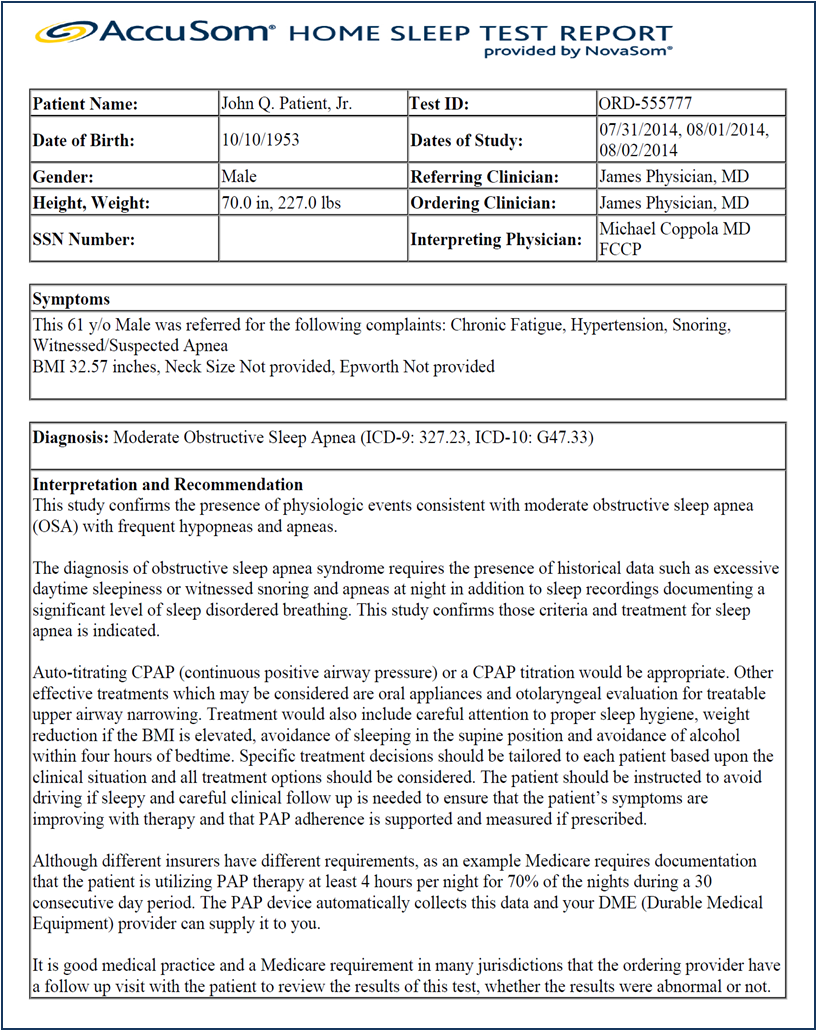 AccuSom® HOME SLEEP TEST REPORT
provided by NovaSom®
Patient Name: John Q. Patient, Jr. Test ID: ORD-555777
Date of Birth: 10/10/1953 Dates of Study: 07/31/2014, 08/01/2014,
08/02/2014
Gender: Male Referring Clinician: James Physician, MD
Height, Weight: 70.0 in, 227.0 lbs Ordering Clinician: James Physician, MD
SSN Number: Interpreting Physician: Michael Coppola MD
FCCP
Symptoms
This 61 y/o Male was referred for the following complaints: Chronic Fatigue, Hypertension, Snoring,
Witnessed/Suspected Apnea
BMI 32.57 inches, Neck Size Not provided, Epworth Not provided
Diagnosis: Moderate Obstructive Sleep Apnea (ICD-9: 327.23, ICD-10: G47.33)
Interpretation and Recommendation
This study confirms the presence of physiologic events consistent with moderate obstructive sleep apnea
(OSA) with frequent hypopneas and apneas.
The diagnosis of obstructive sleep apnea syndrome requires the presence of historical data such as excessive
daytime sleepiness or witnessed snoring and apneas at night in addition to sleep recordings documenting a
significant level of sleep disordered breathing. This study confirms those criteria and treatment for sleep
apnea is indicated.
Auto-titrating CPAP (continuous positive airway pressure) or a CPAP titration would be appropriate. Other
effective treatments which may be considered are oral appliances and otolaryngeal evaluation for treatable
upper airway narrowing. Treatment would also include careful attention to proper sleep hygiene, weight
reduction if the BMI is elevated, avoidance of sleeping in the supine position and avoidance of alcohol
within four hours of bedtime. Specific treatment decisions should be tailored to each patient based upon the
clinical situation and all treatment options should be considered. The patient should be instructed to avoid
driving if sleepy and careful clinical follow up is needed to ensure that the patient’s symptoms are
improving with therapy and that PAP adherence is supported and measured if prescribed.
Although different insurers have different requirements, as an example Medicare requires documentation
that the patient is utilizing PAP therapy at least 4 hours per night for 70% of the nights during a 30
consecutive day period. The PAP device automatically collects this data and your DME (Durable Medical
Equipment) provider can supply it to you.
It is good medical practice and a Medicare requirement in many jurisdictions that the ordering provider have
a follow up visit with the patient to review the results of this test, whether the results were abnormal or not.